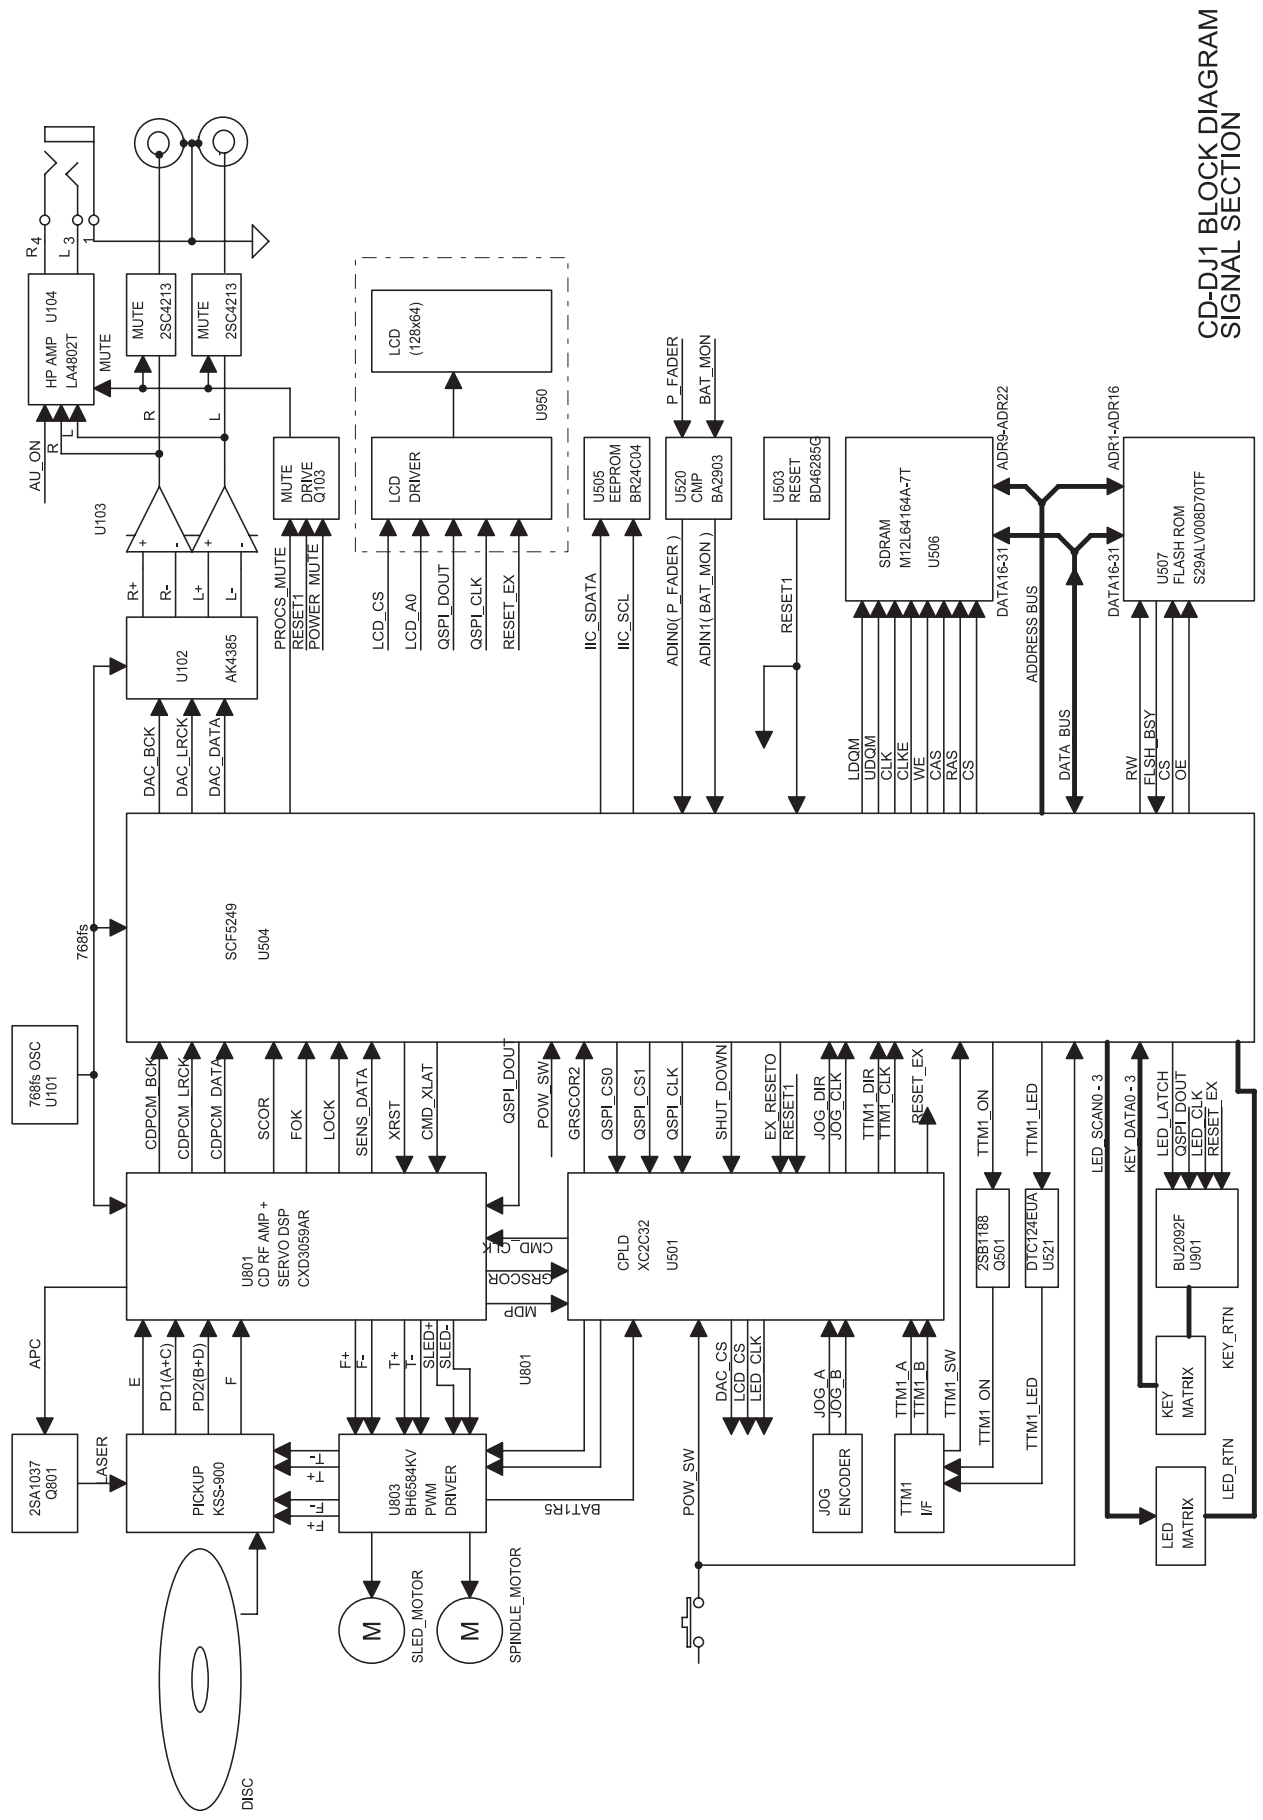 CD-DJ1 BLOCK DIAGRAM
SIGNAL SECTION
DISC
2SA1037
Q801
APC
LASER
PICKUP
KSS-900
E
PD1(A+C)
PD2(B+D)
F
F+
F-
T+
T-
U803
BH6584KV
PWM
DRIVER
M
SLED_MOTOR
M
SPINDLE_MOTOR
F+
F-
T+
T-
SLED+
SLED-
U801
BAT1R5
U801
CD RF AMP +
SERVO DSP
CXD3059AR
CMD_CLK
GRSCOR
MDP
768fs OSC
U101
768fs
CDPCM_BCK
CDPCM_LRCK
CDPCM_DATA
SCOR
FOK
LOCK
SENS_DATA
XRST
CMD_XLAT
QSPI_DOUT
POW_SW
GRSCOR2
QSPI_CS0
QSPI_CS1
QSPI_CLK
SHUT_DOWN
EX_RESETO
RESET1
JOG_DIR
JOG_CLK
TTM1_DIR
TTM1_CLK
RESET_EX
CPLD
XC2C32
U501
POW_SW
DAC_CS
LCD_CS
LED_CLK
JOG_A
JOG_B
TTM1_A
TTM1_B
TTM1_SW
JOG
ENCODER
TTM1
I/F
TTM1_ON
TTM1_LED
2SB1188
Q501
DTC124EUA
U521
TTM1_ON
TTM1_LED
LED_SCAN0 - 3
KEY_DATA0 - 3
LED_LATCH
QSPI_DOUT
LED_CLK
RESET_EX
BU2092F
U901
KEY
MATRIX
KEY_RTN
LED
MATRIX
LED_RTN
SCF5249
U504
DAC_BCK
DAC_LRCK
DAC_DATA
U102
AK4385
R+
R-
L+
L-
+
-
+
-
U103
AU_ON
R
L
HP AMP U104
LA4802T
MUTE
R
L
MUTE
2SC4213
MUTE
2SC4213
R 4
L 3
1
PROCS_MUTE
RESET1
POWER_MUTE
MUTE
DRIVE
Q103
LCD_CS
LCD_A0
QSPI_DOUT
QSPI_CLK
RESET_EX
LCD
DRIVER
LCD
(128x64)
U950
IIC_SDATA
IIC_SCL
U505
EEPROM
BR24C04
ADIN0( P_FADER )
ADIN1( BAT_MON )
U520
CMP
BA2903
P_FADER
BAT_MON
RESET1
U503
RESET
BD46285G
LDQM
UDQM
CLK
CLKE
WE
CAS
RAS
CS
SDRAM
M12L64164A-7T
U506
DATA16-31
ADR9-ADR22
ADDRESS BUS
DATA BUS
DATA16-31
ADR1-ADR16
RW
FLSH_BSY
CS
OE
U507
FLASH ROM
S29ALV008D70TF